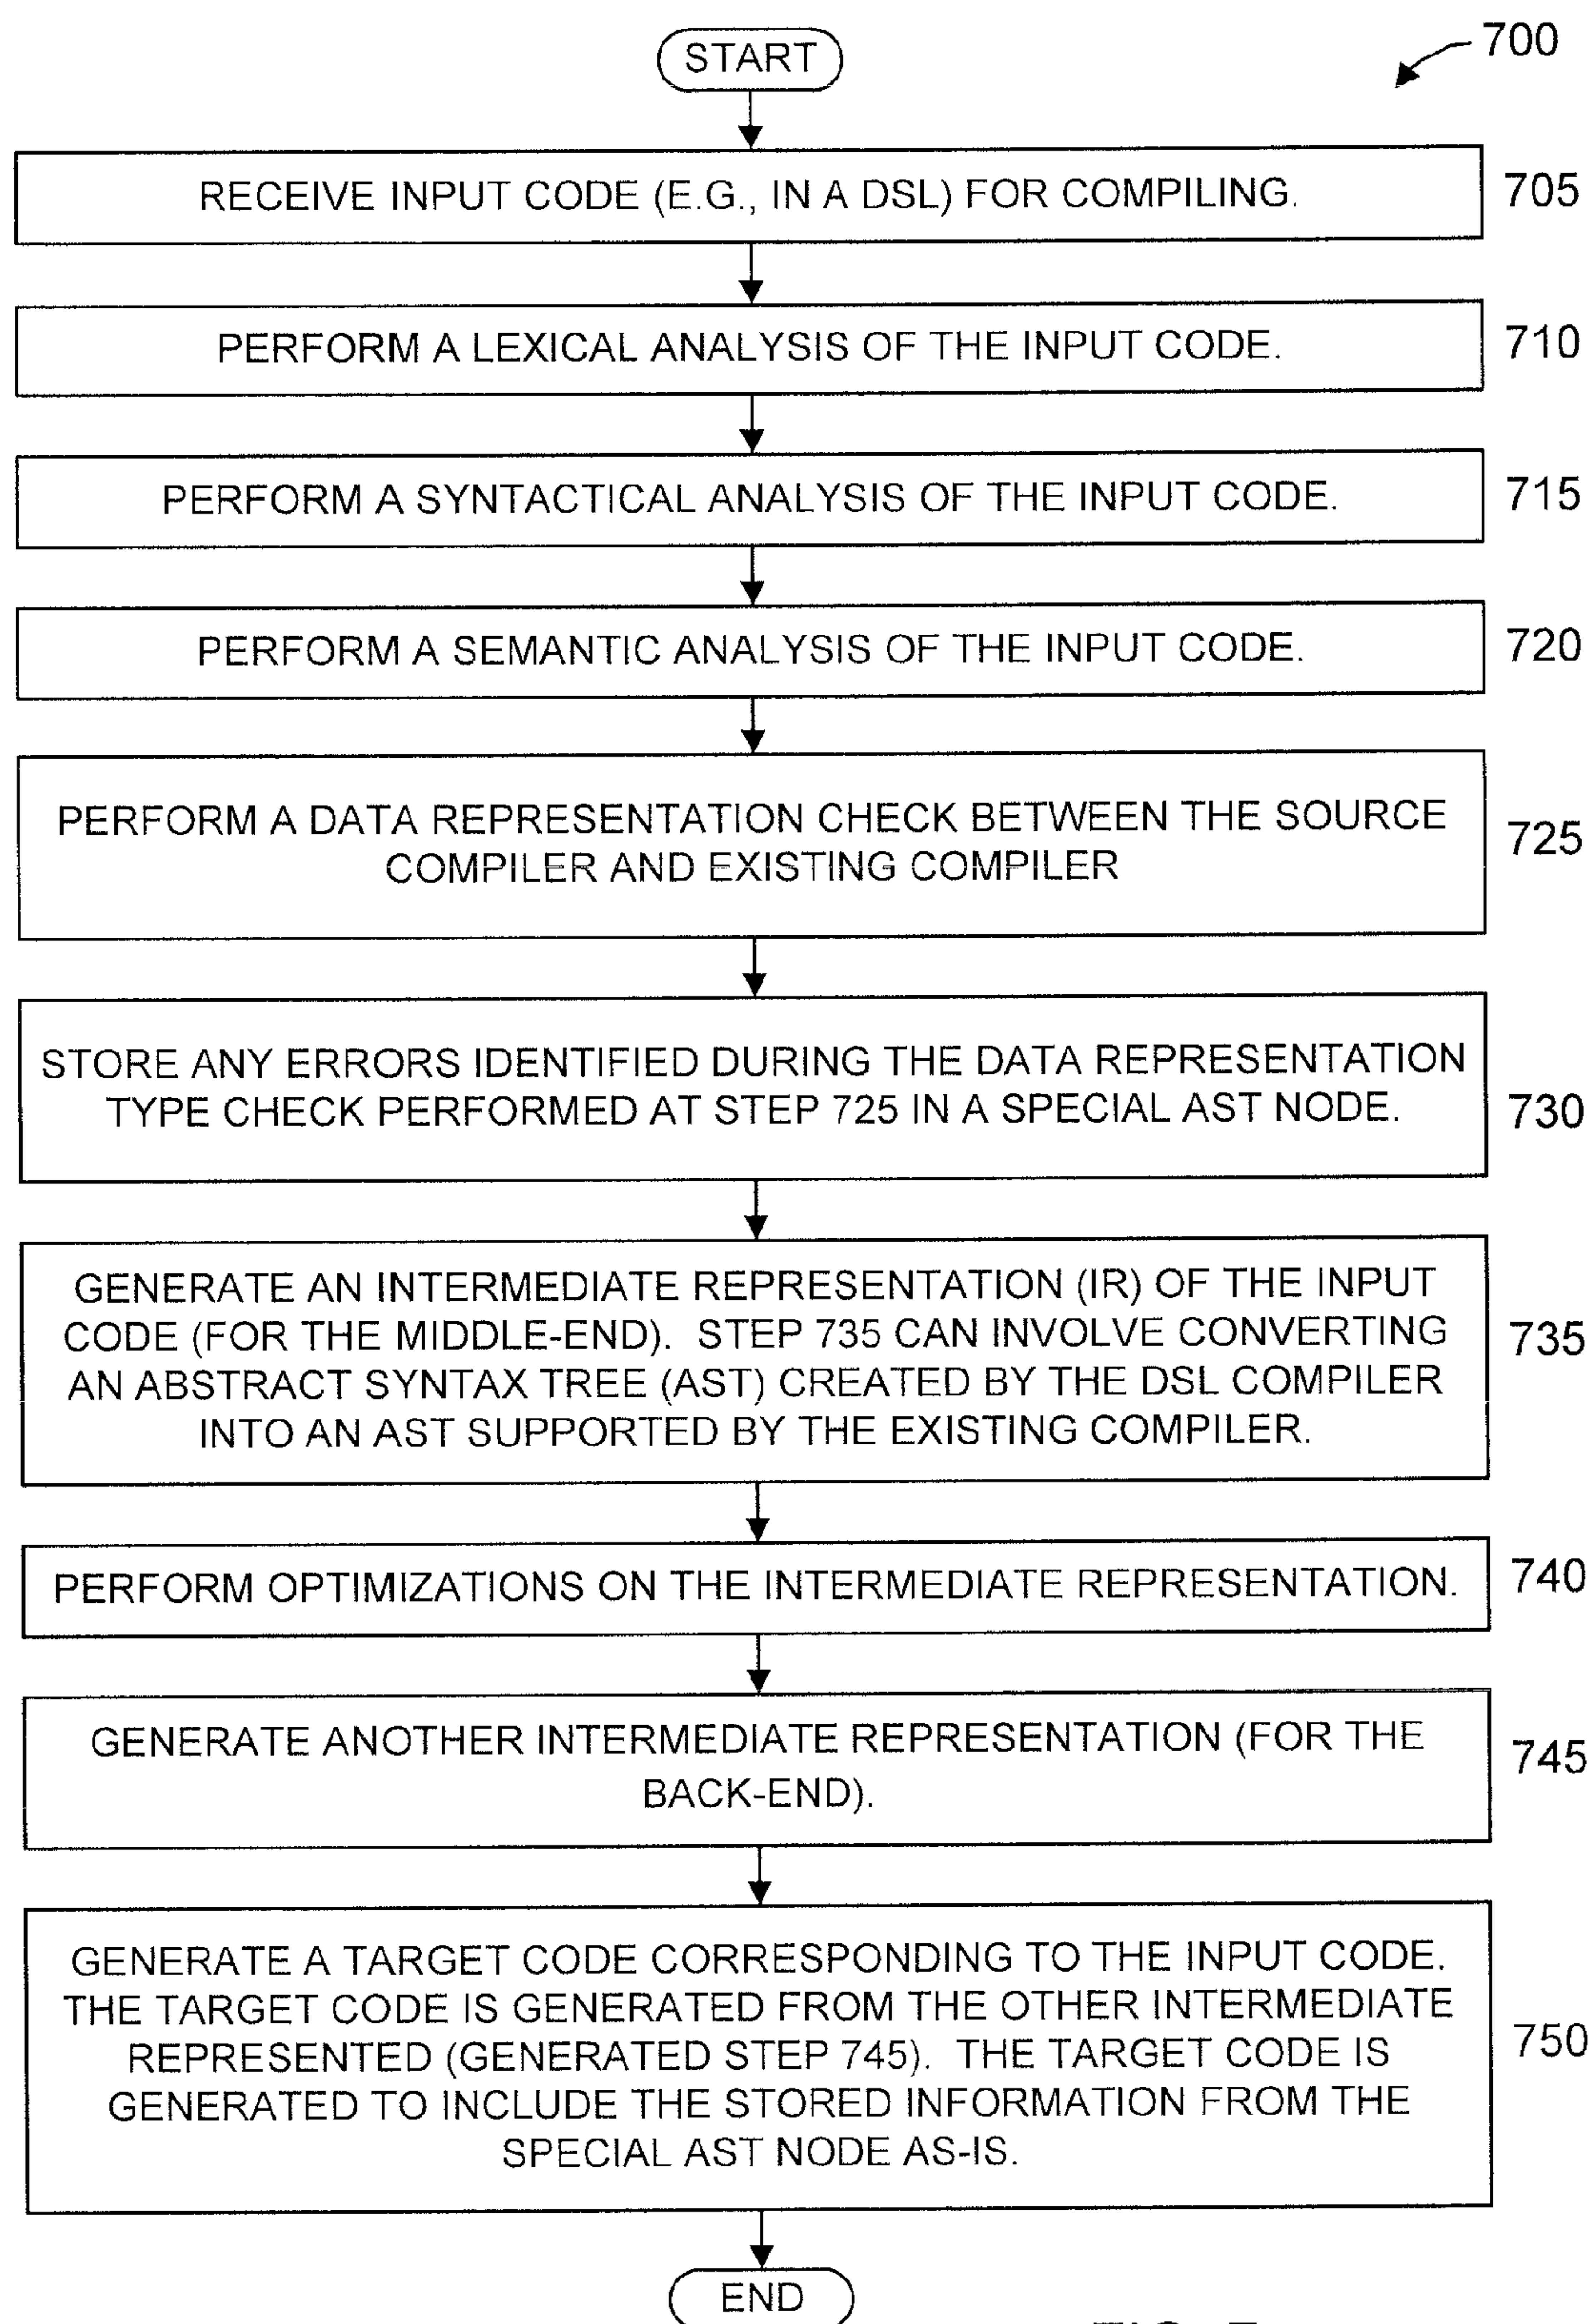 START
700
RECEIVE INPUT CODE (E.G., IN A DSL) FOR COMPILING.
705
PERFORM A LEXICAL ANALYSIS OF THE INPUT CODE.
710
PERFORM A SYNTACTICAL ANALYSIS OF THE INPUT CODE.
715
PERFORM A SEMANTIC ANALYSIS OF THE INPUT CODE.
720
PERFORM A DATA REPRESENTATION CHECK BETWEEN THE SOURCE
COMPILER AND EXISTING COMPILER
725
STORE ANY ERRORS IDENTIFIED DURING THE DATA REPRESENTATION
TYPE CHECK PERFORMED AT STEP 725 IN A SPECIAL AST NODE.
730
GENERATE AN INTERMEDIATE REPRESENTATION (IR) OF THE INPUT
CODE (FOR THE MIDDLE-END). STEP 735 CAN INVOLVE CONVERTING
AN ABSTRACT SYNTAX TREE (AST) CREATED BY THE DSL COMPILER
INTO AN AST SUPPORTED BY THE EXISTING COMPILER.
735
PERFORM OPTIMIZATIONS ON THE INTERMEDIATE REPRESENTATION.
740
GENERATE ANOTHER INTERMEDIATE REPRESENTATION (FOR THE
BACK-END).
745
GENERATE A TARGET CODE CORRESPONDING TO THE INPUT CODE.
THE TARGET CODE IS GENERATED FROM THE OTHER INTERMEDIATE
REPRESENTED (GENERATED STEP 745). THE TARGET CODE IS
GENERATED TO INCLUDE THE STORED INFORMATION FROM THE
SPECIAL AST NODE AS-IS.
750
END